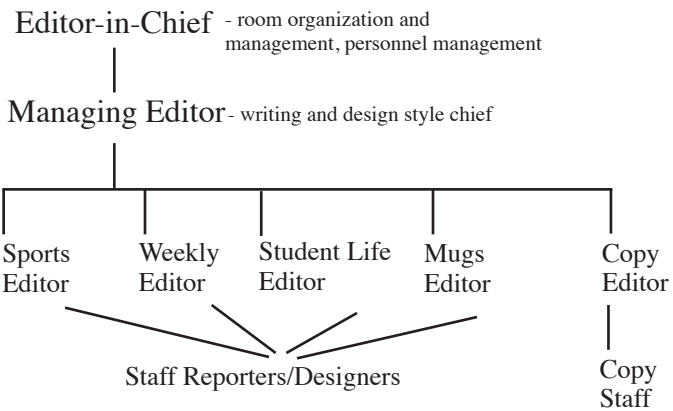 Editor-in-Chief - room organization and
management, personnel management
Managing Editor - writing and design style chief
Sports
Editor
Weekly
Editor
Student Life
Editor
Mugs
Editor
Copy
Editor
Staff Reporters/Designers
Copy
Staff